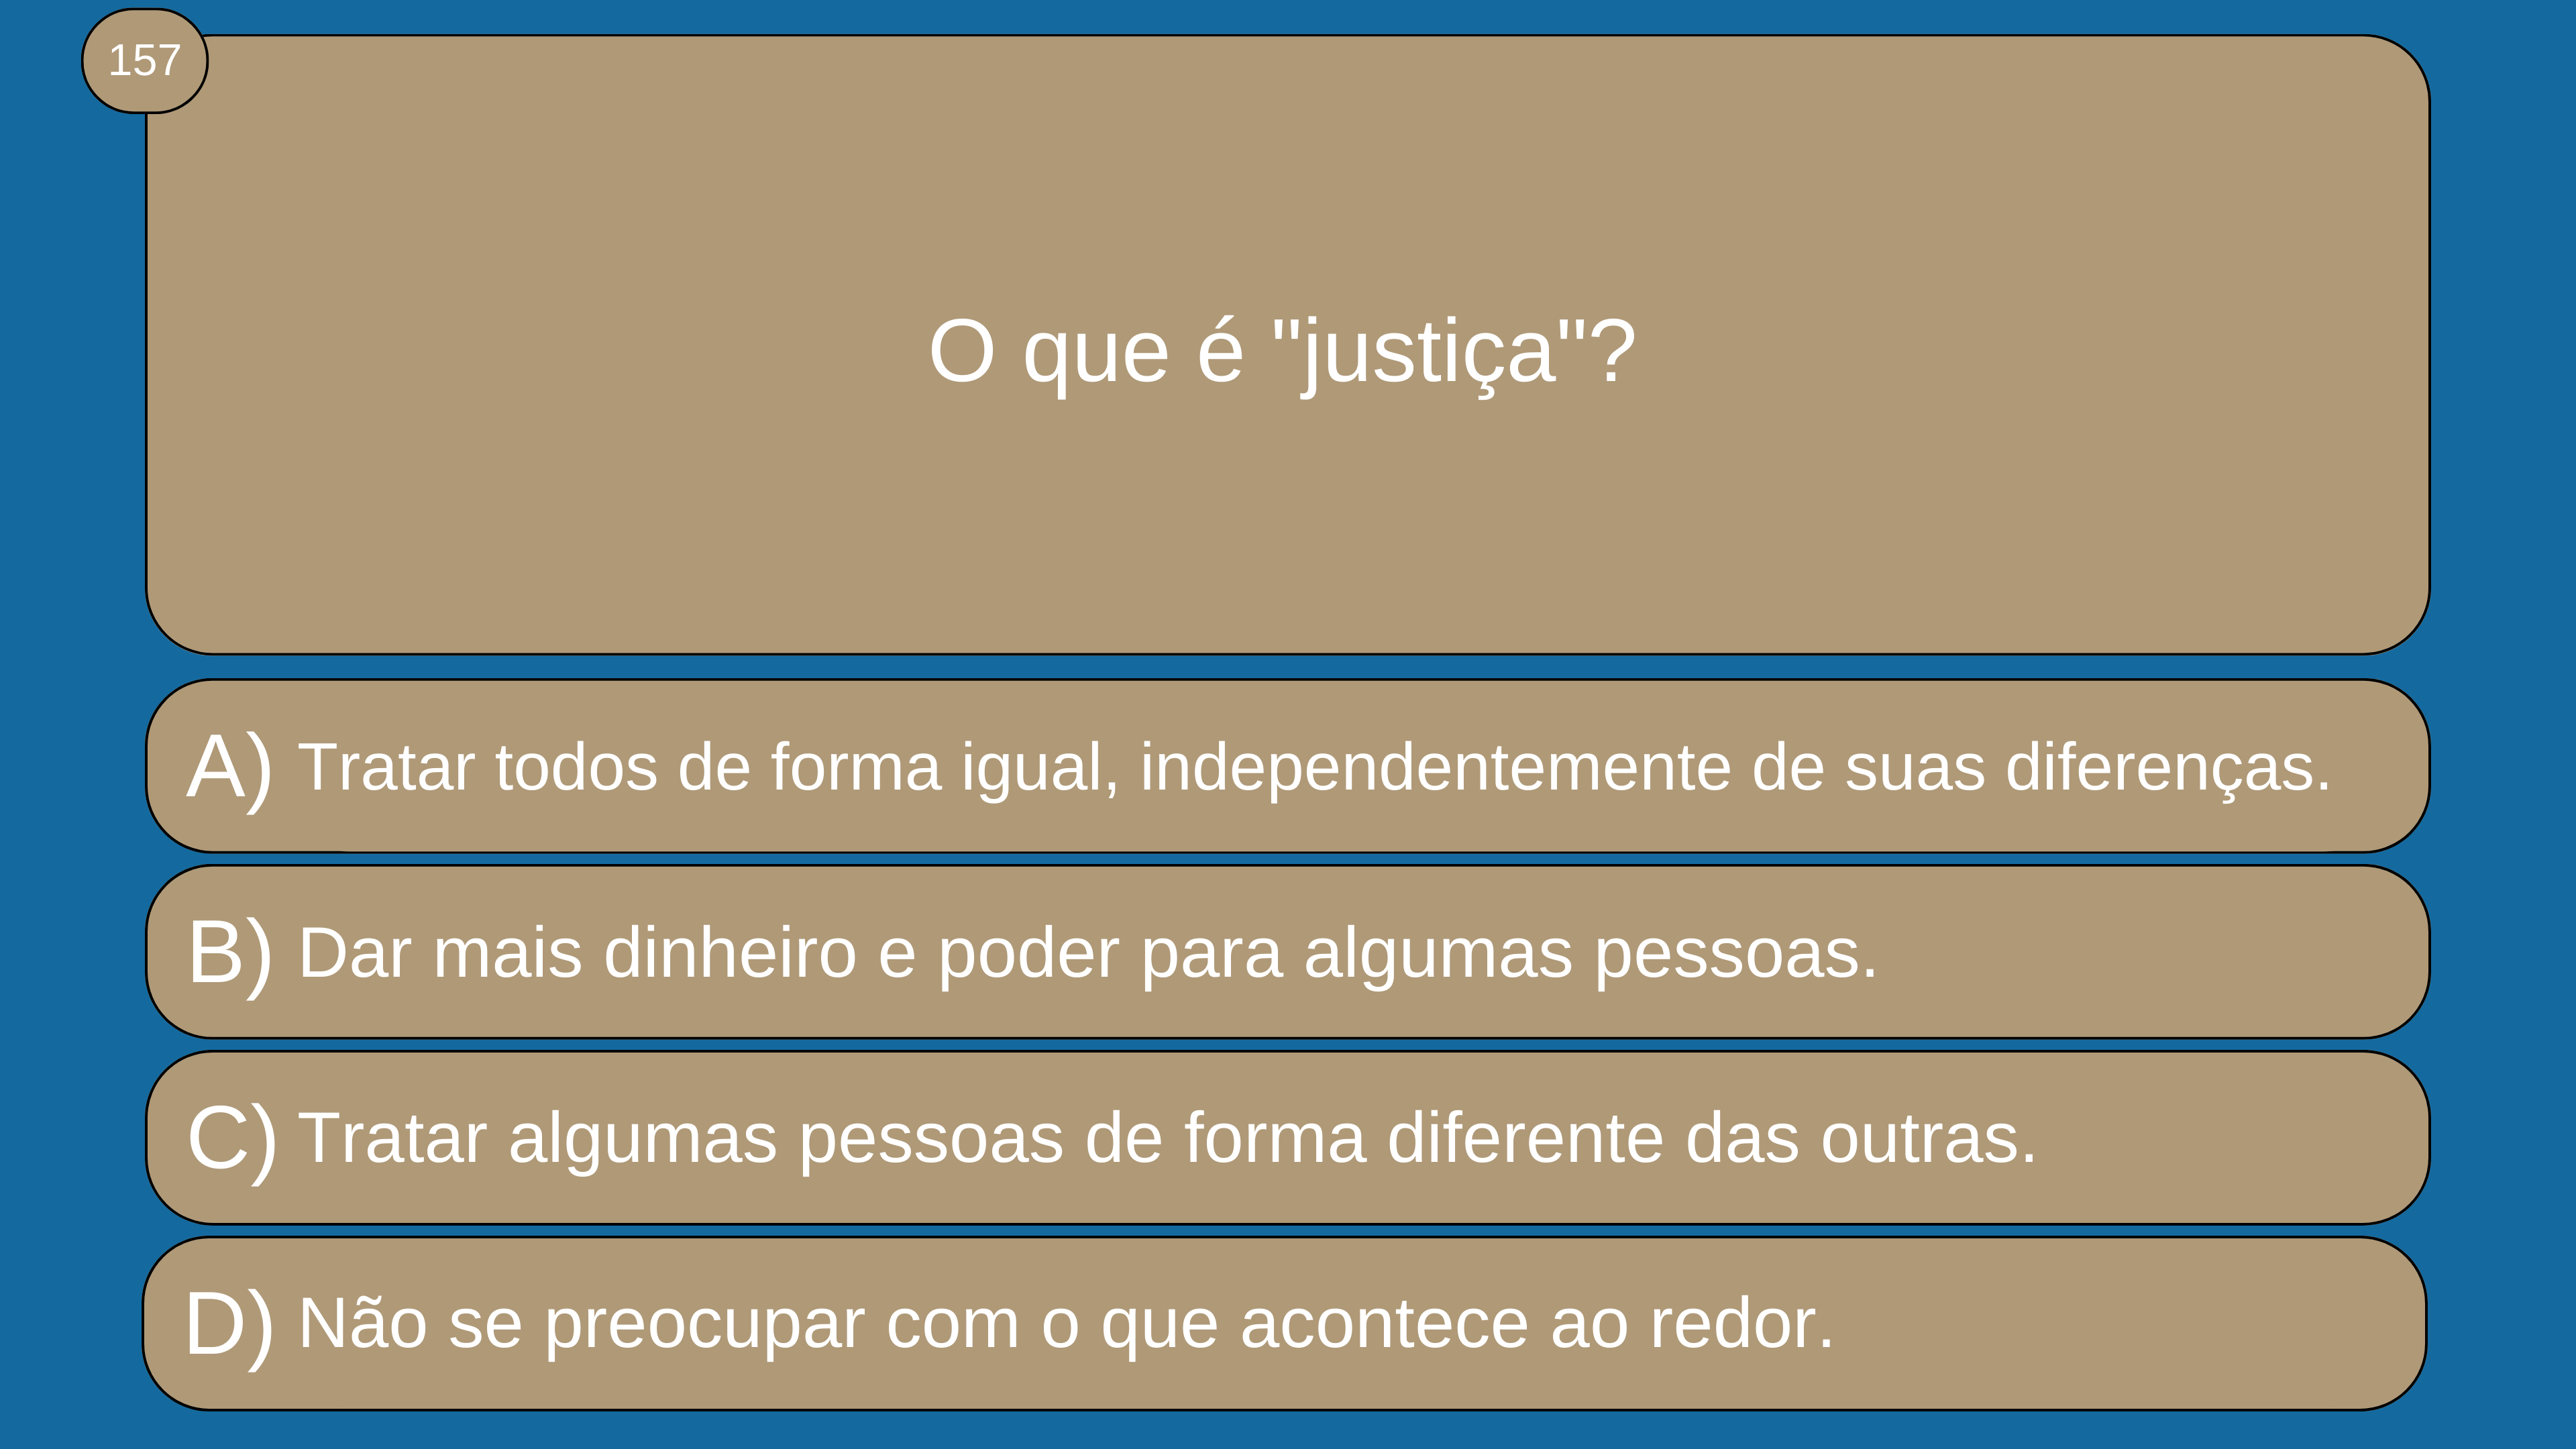 157
O que é "justiça"?
A) Tratar todos de forma igual, independentemente de suas diferenças.
B) Dar mais dinheiro e poder para algumas pessoas.
C) Tratar algumas pessoas de forma diferente das outras.
D) Não se preocupar com o que acontece ao redor.